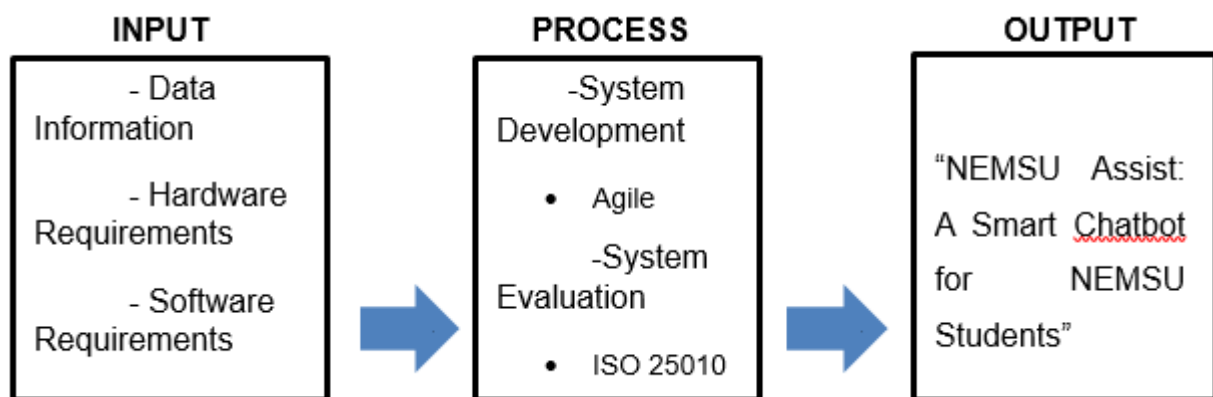 INPUT
- Data
Information
- Hardware
Requirements
- Software
Requirements
PROCESS
-System
Development
• Agile
-System
Evaluation
• ISO 25010
OUTPUT
“NEMSU Assist:
A Smart Chatbot
for NEMSU
Students”